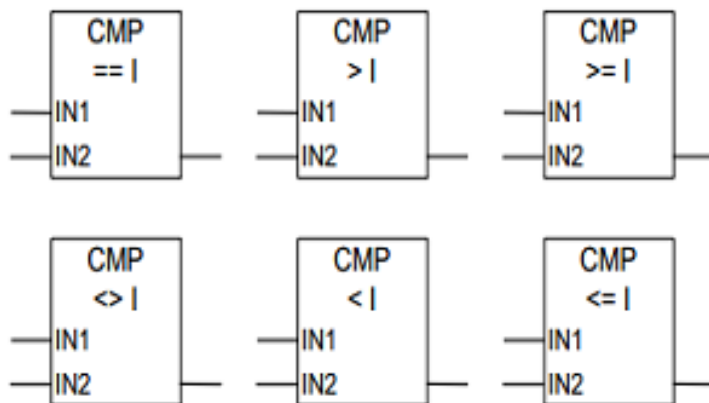 CMP
== I
IN1
IN2
CMP
> I
IN1
IN2
CMP
>= I
IN1
IN2
CMP
<> I
IN1
IN2
CMP
< I
IN1
IN2
CMP
<= I
IN1
IN2